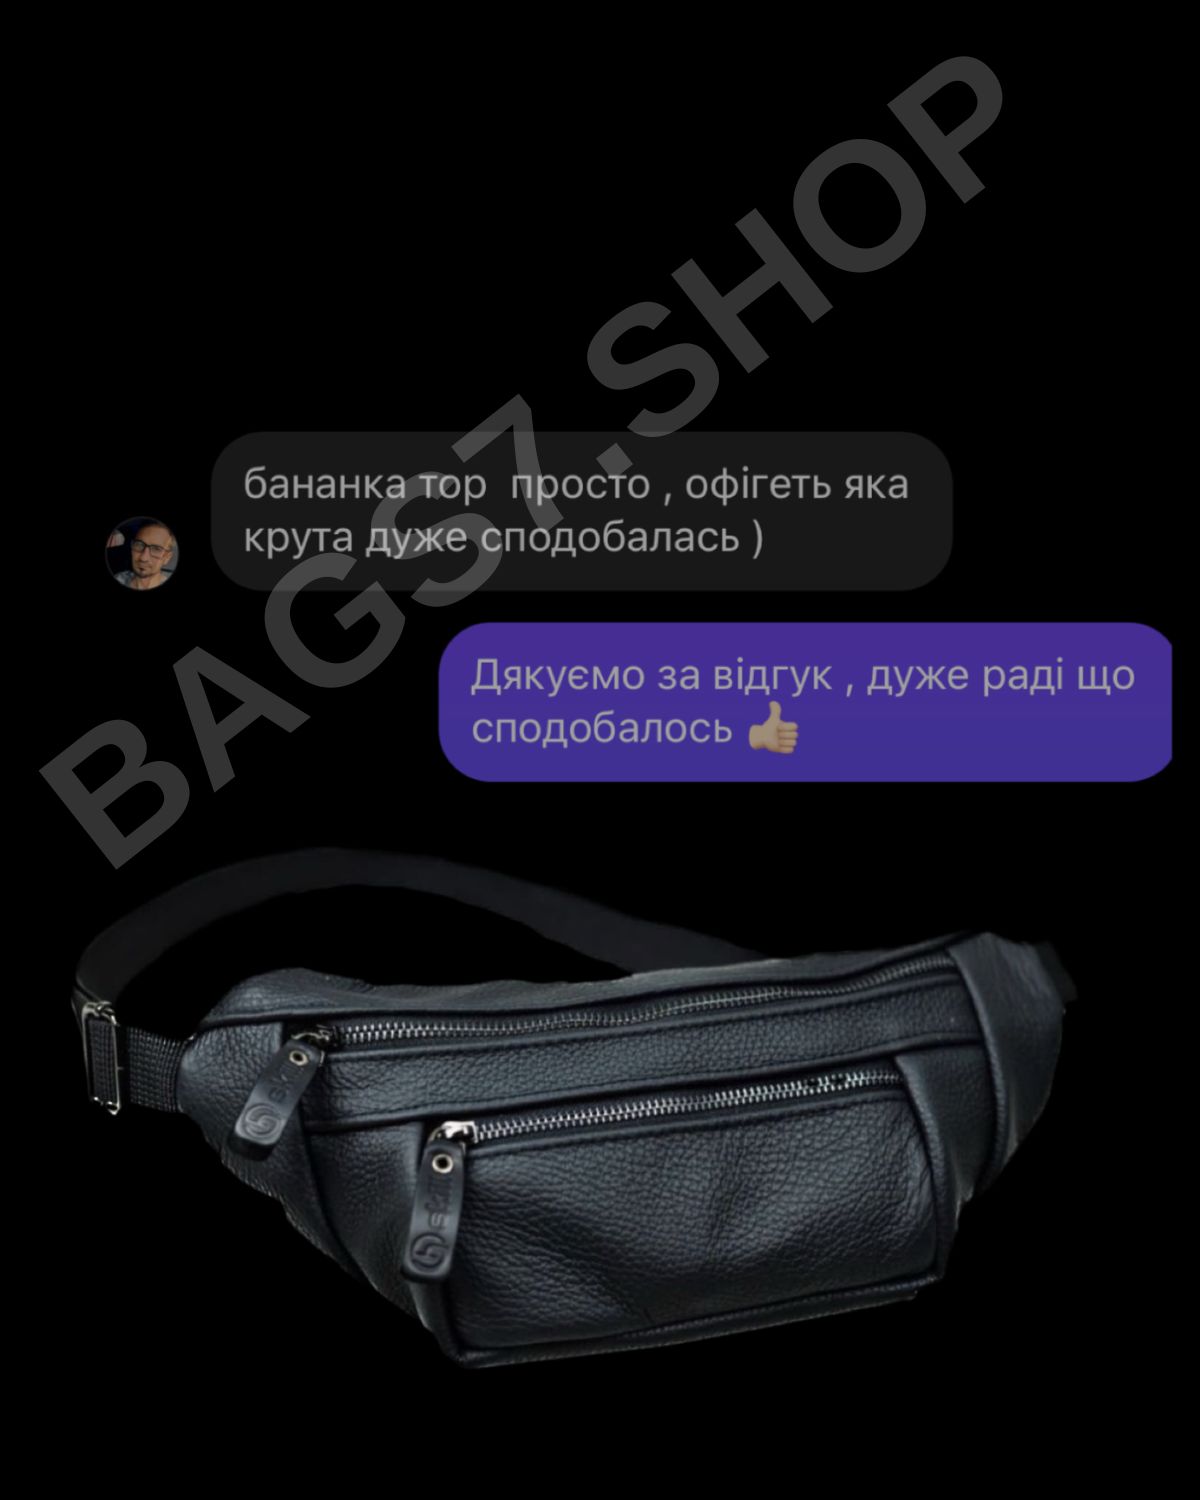 BAGS7.SHOP
бананка тор  просто , офігеть яка
крута дуже сподобалась )
Дякуємо за відгук , дуже раді що
сподобалось 👍🏼